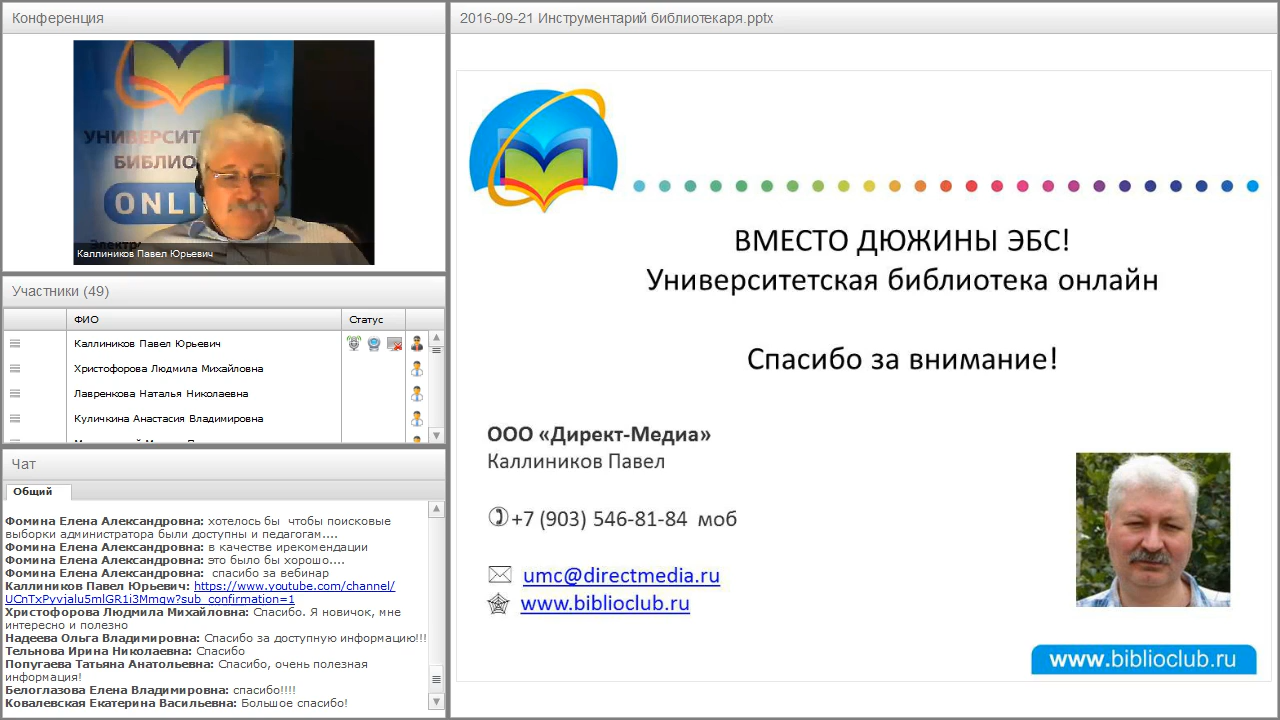 Конференция
УНИВЕРСИТ
БИБЛИО
ONLI
Каллиников Павел Юрьевич
Участники (49)
ФИО
Статус
Каллиников Павел Юрьевич
Христофорова Людмила Михайловна
Лавренкова Наталья Николаевна
Куличкина Анастасия Владимировна
Чат
Общий
Фомина Елена Александровна: хотелось бы чтобы поисковые
выборки администратора были доступны и педагогам....
Фомина Елена Александровна: в качестве ирекомендации
Фомина Елена Александровна: это было бы хорошо....
Фомина Елена Александровна: спасибо за вебинар
Каллиников Павел Юрьевич: https://www.youtube.com/channel/
UCnTxPyvjalu5mlGR1i3Mmqw?sub_confirmation=1
Христофорова Людмила Михайловна: Спасибо. Я новичок, мне
интересно и полезно
Надеева Ольга Владимировна: Спасибо за доступную информацию!!!
Тельнова Ирина Николаевна: Спасибо
Попугаева Татьяна Анатольевна: Спасибо, очень полезная
информация!
Белоглазова Елена Владимировна: спасибо!!!!
Ковалевская Екатерина Васильевна: Большое спасибо!
2016-09-21 Инструментарий библиотекаря.pptx
ВМЕСТО ДЮЖИНЫ ЭБС!
Университетская библиотека онлайн
Спасибо за внимание!
ООО «Директ-Медиа»
Каллиников Павел
+7 (903) 546-81-84 моб
umc@directmedia.ru
www.biblioclub.ru
www.biblioclub.ru